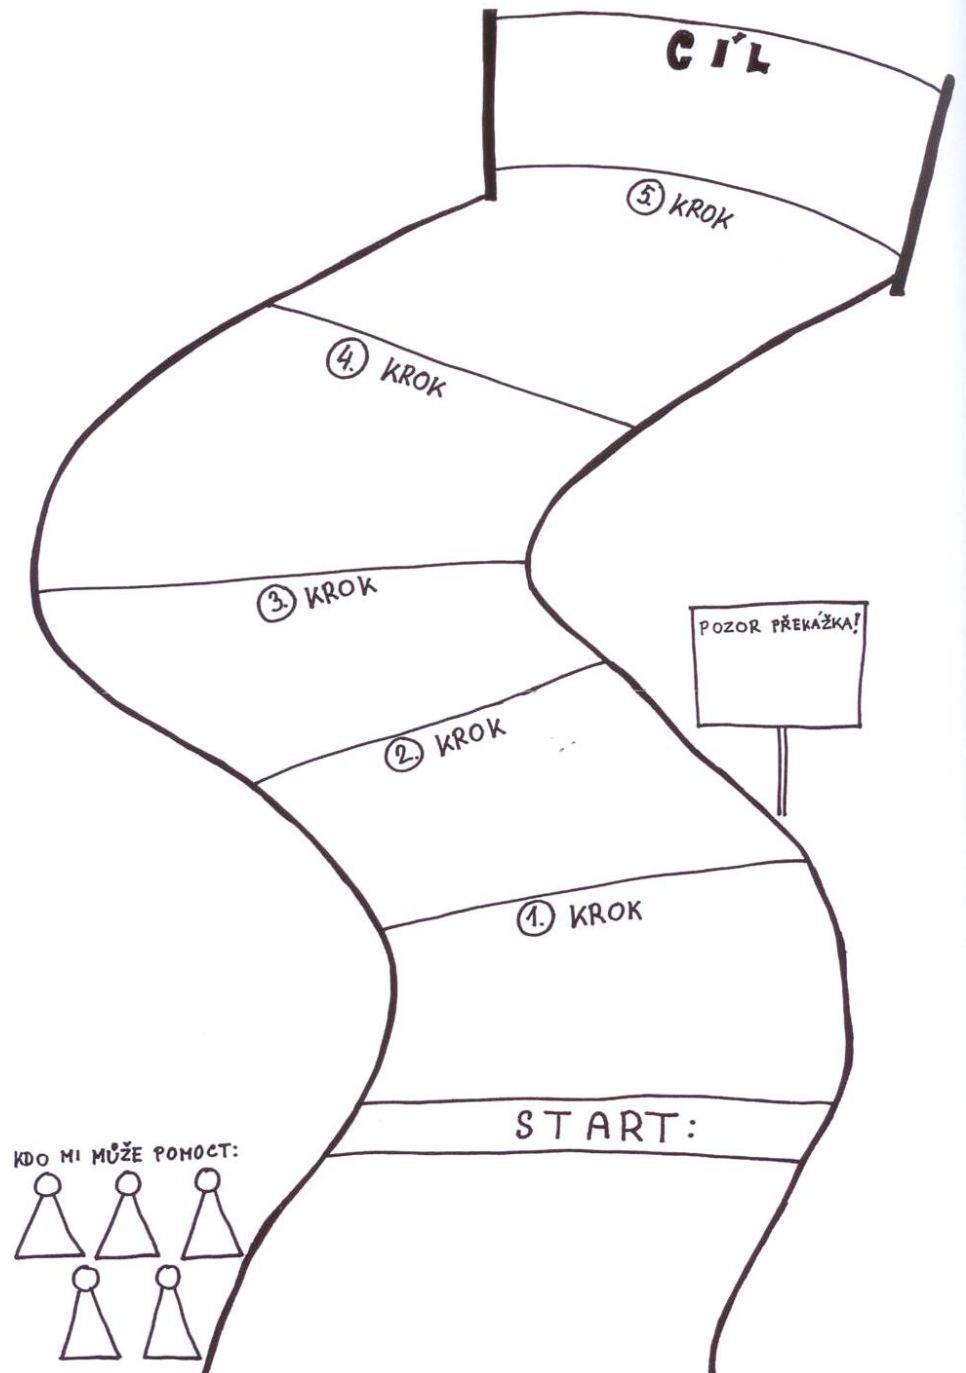 CÍL
5. KROK
4. KROK
3. KROK
POZOR PŘEKÁŽKA!
2. KROK
1. KROK
START:
KDO MI MŮŽE POMOCT: